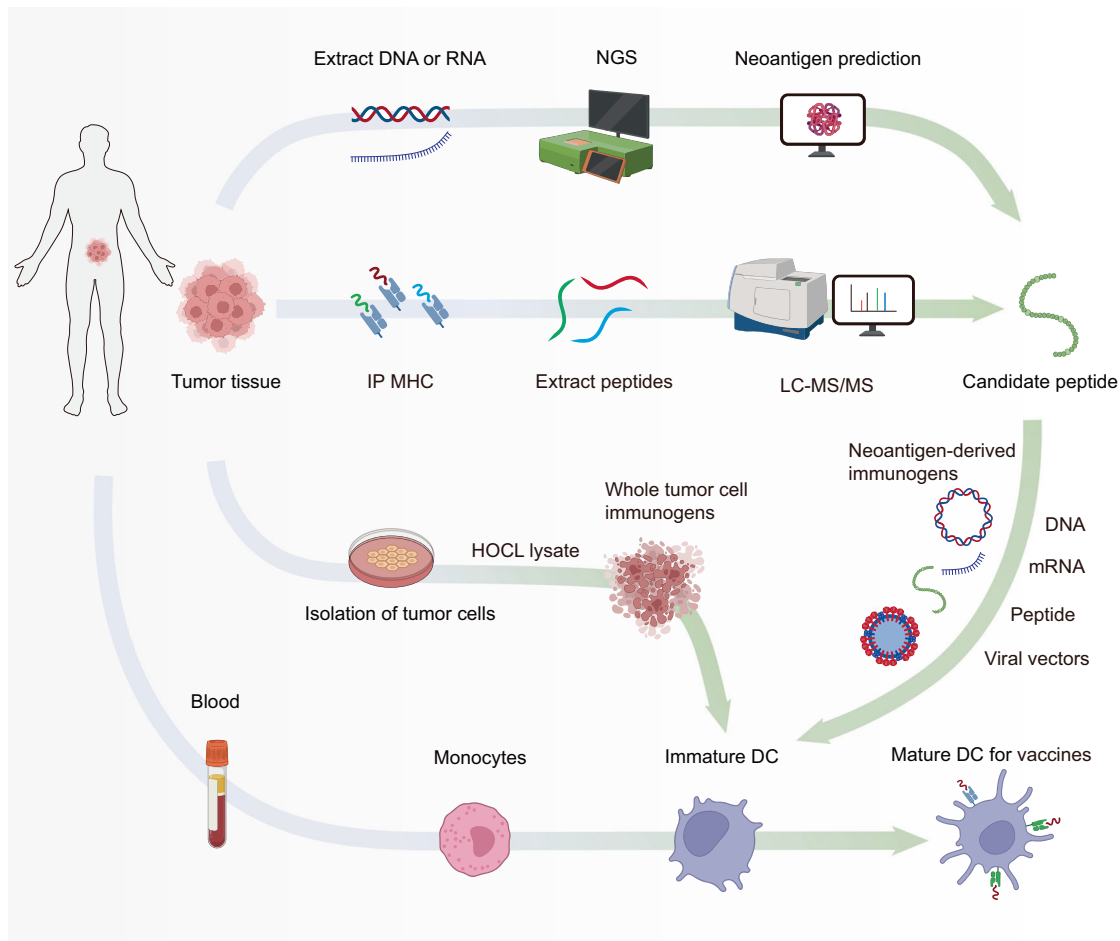 Extract DNA or RNA
NGS
Neoantigen prediction
Tumor tissue
IP MHC
Extract peptides
LC-MS/MS
Candidate peptide
Neoantigen-derived
immunogens
DNA
mRNA
Peptide
Viral vectors
Whole tumor cell
immunogens
HOCL lysate
Isolation of tumor cells
Blood
Monocytes
Immature DC
Mature DC for vaccines